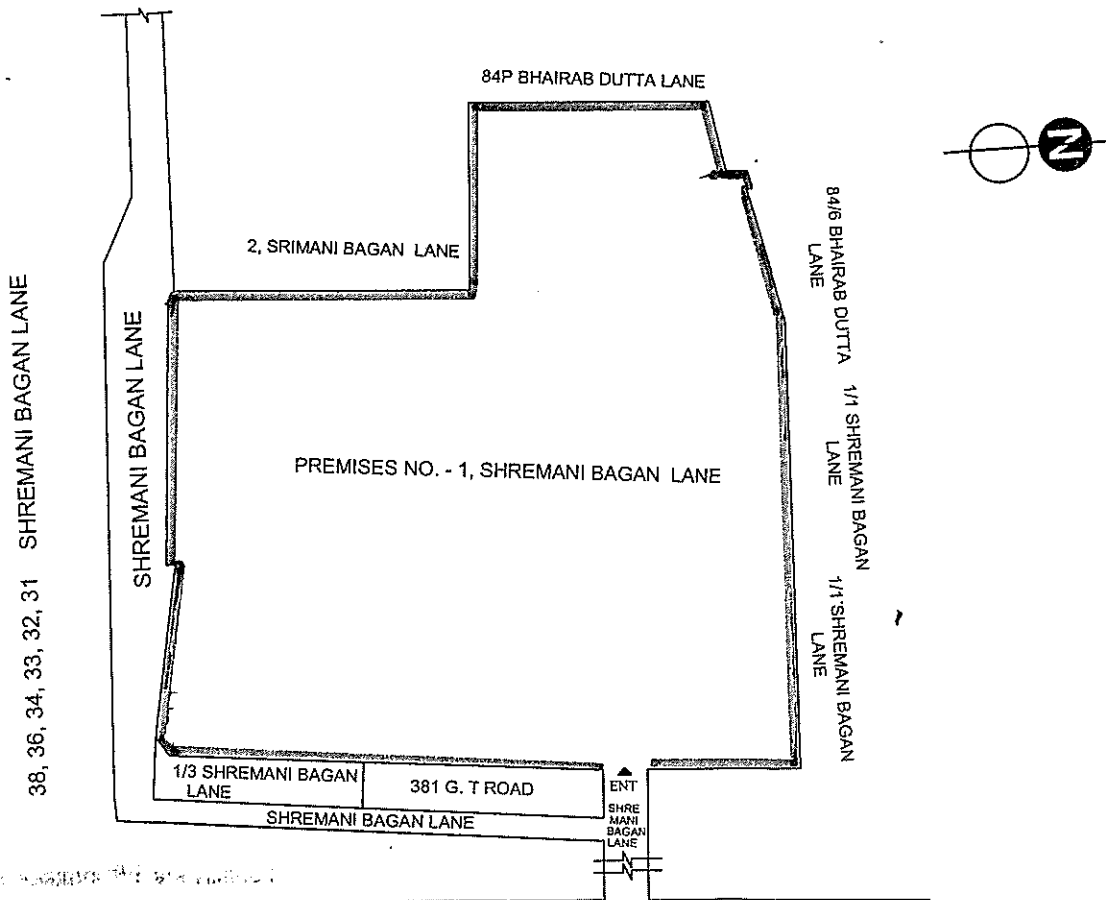 84P BHAIRAB DUTTA LANE
N
2, SRIMANI BAGAN LANE
84/6 BHAIRAB DUTTA
LANE
38, 36, 34, 33, 32, 31 SHREMANI BAGAN LANE
SHREMANI BAGAN LANE
PREMISES NO. - 1, SHREMANI BAGAN LANE
1/1 SHREMANI BAGAN
LANE
1/1 SHREMANI BAGAN
LANE
1/3 SHREMANI BAGAN
LANE
381 G. T ROAD
ENT
SHRE
MANI
BAGAN
LANE
SHREMANI BAGAN LANE